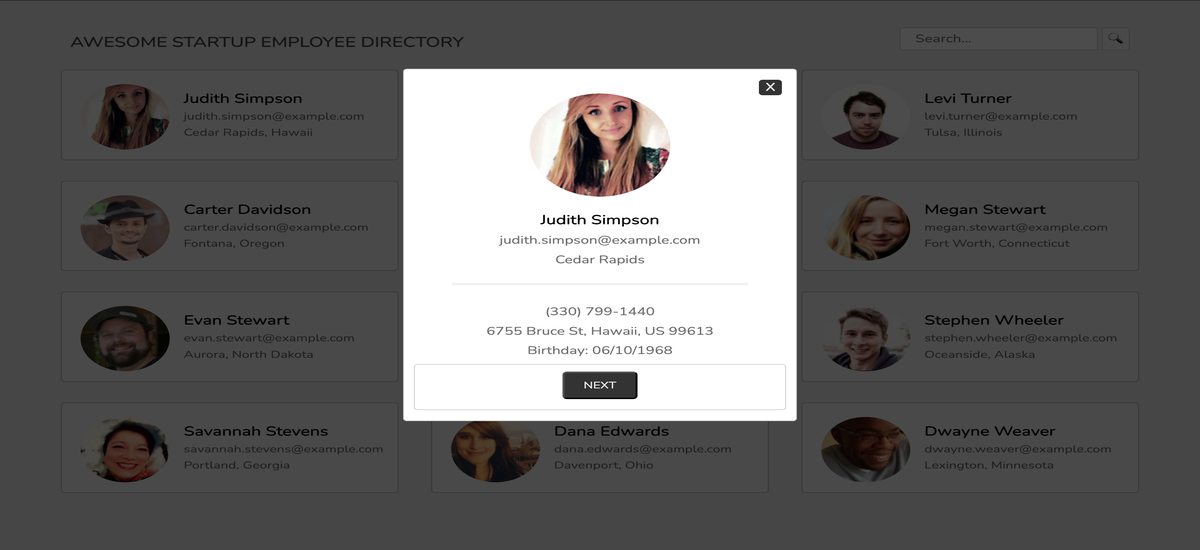 AWESOME STARTUP EMPLOYEE DIRECTORY
Search...
Judith Simpson
judith.simpson@example.com
Cedar Rapids, Hawaii
Levi Turner
levi.turner@example.com
Tulsa, Illinois
Carter Davidson
carter.davidson@example.com
Fontana, Oregon
Megan Stewart
megan.stewart@example.com
Fort Worth, Connecticut
Evan Stewart
evan.stewart@example.com
Aurora, North Dakota
Stephen Wheeler
stephen.wheeler@example.com
Oceanside, Alaska
Savannah Stevens
savannah.stevens@example.com
Portland, Georgia
Dana Edwards
dana.edwards@example.com
Davenport, Ohio
Dwayne Weaver
dwayne.weaver@example.com
Lexington, Minnesota
X
Judith Simpson
judith.simpson@example.com
Cedar Rapids
(330) 799-1440
6755 Bruce St, Hawaii, US 99613
Birthday: 06/10/1968
NEXT